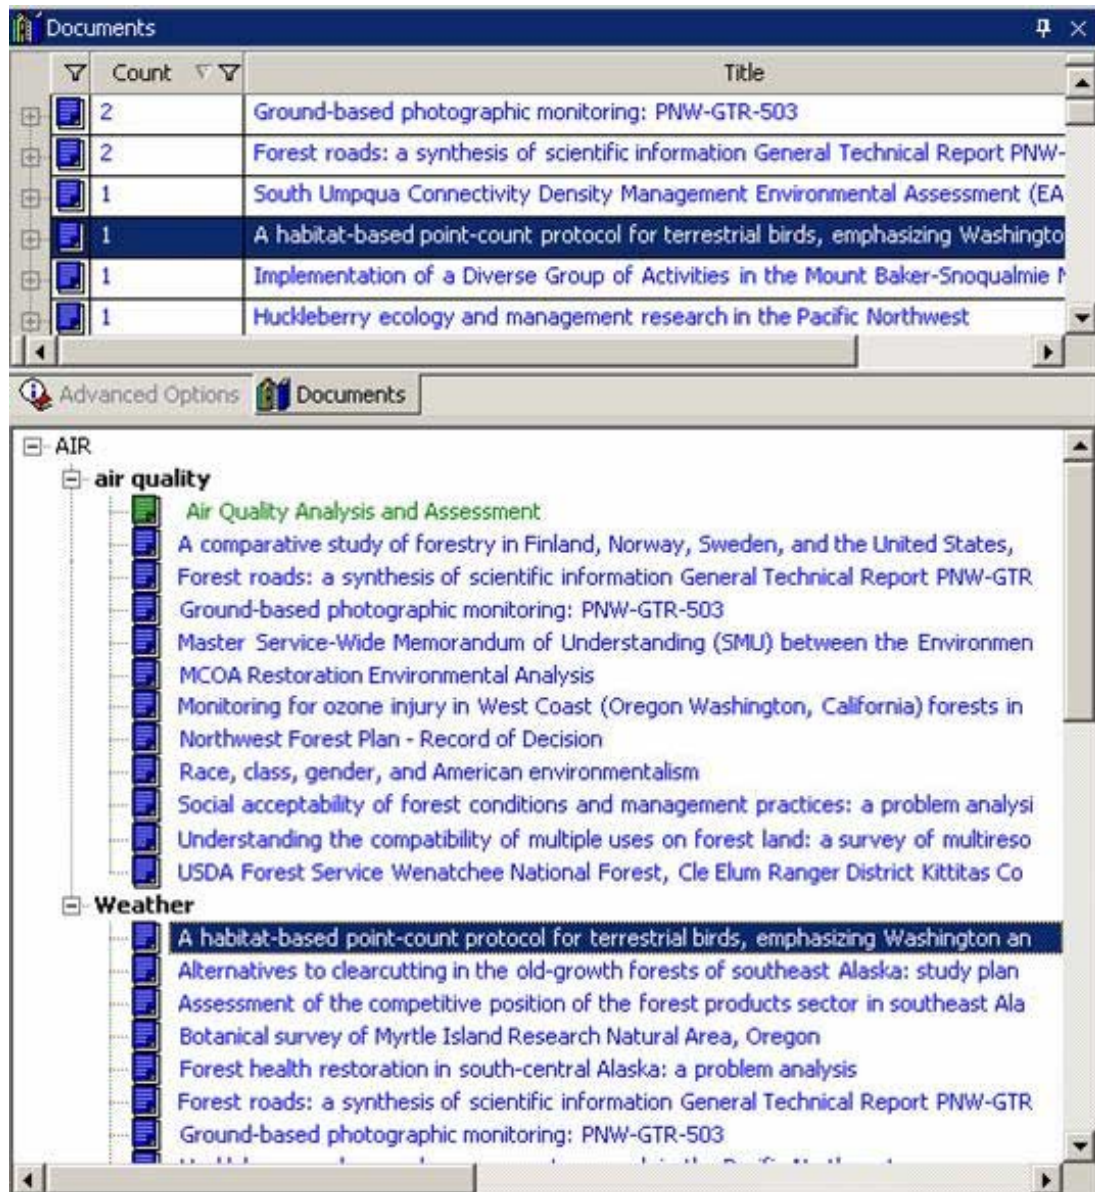 Documents
Count Title
2 Ground-based photographic monitoring: PNW-GTR-503
2 Forest roads: a synthesis of scientific information General Technical Report PNW-
1 South Umpqua Connectivity Density Management Environmental Assessment (EA
1 A habitat-based point-count protocol for terrestrial birds, emphasizing Washingto
1 Implementation of a Diverse Group of Activities in the Mount Baker-Snoqualmie
1 Huckleberry ecology and management research in the Pacific Northwest
Advanced Options Documents
AIR
air quality
Air Quality Analysis and Assessment
A comparative study of forestry in Finland, Norway, Sweden, and the United States,
Forest roads: a synthesis of scientific information General Technical Report PNW-GTR
Ground-based photographic monitoring: PNW-GTR-503
Master Service-Wide Memorandum of Understanding (SMU) between the Environmen
MCOA Restoration Environmental Analysis
Monitoring for ozone injury in West Coast (Oregon Washington, California) forests in
Northwest Forest Plan - Record of Decision
Race, class, gender, and American environmentalism
Social acceptability of forest conditions and management practices: a problem analysi
Understanding the compatibility of multiple uses on forest land: a survey of multireso
USDA Forest Service Wenatchee National Forest, Cle Elum Ranger District Kittitas Co
Weather
A habitat-based point-count protocol for terrestrial birds, emphasizing Washington an
Alternatives to clearcutting in the old-growth forests of southeast Alaska: study plan
Assessment of the competitive position of the forest products sector in southeast Ala
Botanical survey of Myrtle Island Research Natural Area, Oregon
Forest health restoration in south-central Alaska: a problem analysis
Forest roads: a synthesis of scientific information General Technical Report PNW-GTR
Ground-based photographic monitoring: PNW-GTR-503